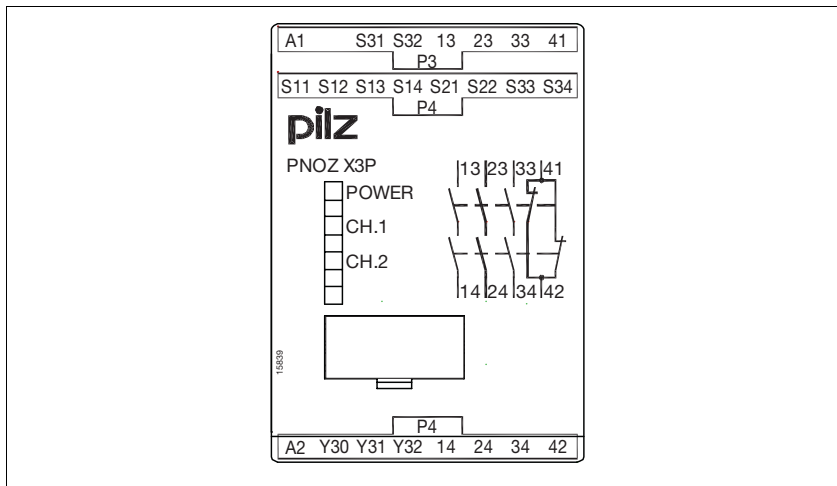 A1 S31 S32 13 23 33 41
P3
S11 S12 S13 S14 S21 S22 S33 S34
P4
pilz
PNOZ X3P
POWER
CH.1
CH.2
13 23 33 41
14 24 34 42
15839
P4
A2 Y30 Y31 Y32 14 24 34 42